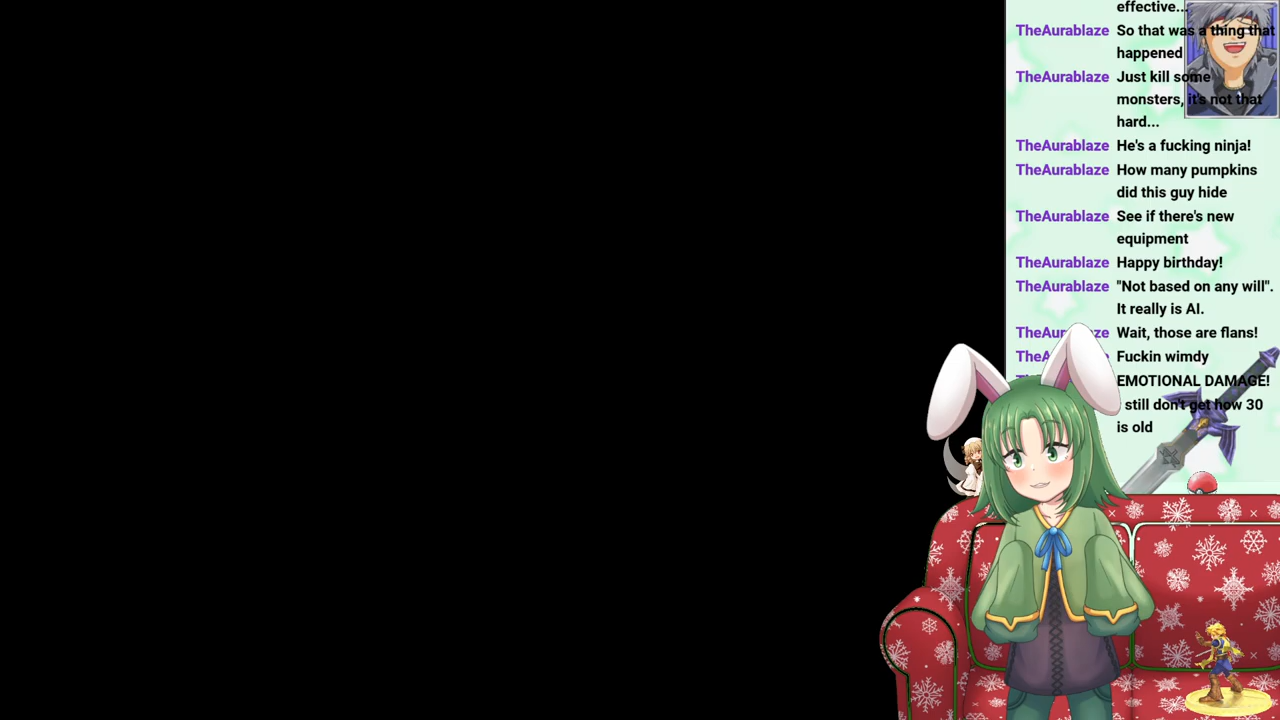 effective...
TheAurablaze So that was a thing that
happened
TheAurablaze Just kill some
monsters, it's not that
hard...
TheAurablaze He's a fucking ninja!
TheAurablaze How many pumpkins
did this guy hide
TheAurablaze See if there's new
equipment
TheAurablaze Happy birthday!
TheAurablaze "Not based on any will".
It really is AI.
TheAurablaze Wait, those are flans!
Fuckin wimdy
EMOTIONAL DAMAGE!
still don't get how 30
is old